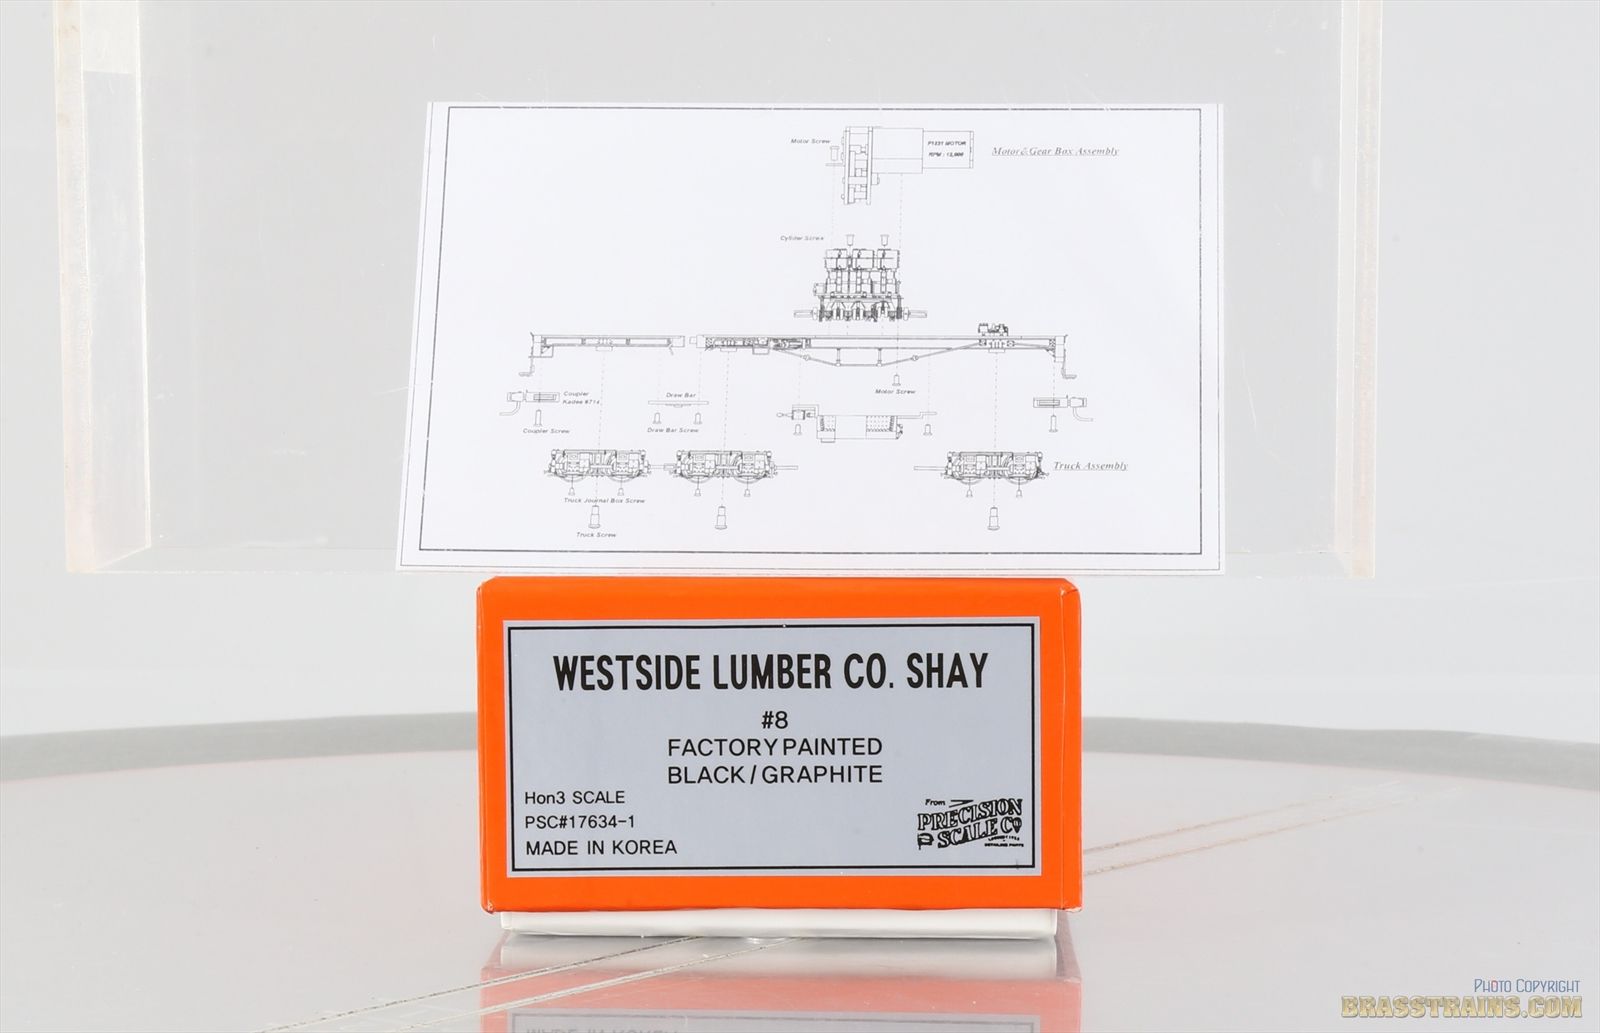 Motor Screw
P1231 MOTOR
RPM : 12,000
Motor&Gear Box Assembly
Cylider Screw
Motor Screw
Coupler
Kadee #714
Draw Bar
Coupler Screw
Draw Bar Screw
Truck Assembly
Truck Journal Box Screw
Truck Screw
WESTSIDE LUMBER CO. SHAY
#8
FACTORY PAINTED
BLACK/GRAPHITE
Hon3 SCALE
PSC#17634-1
MADE IN KOREA
From
PRECISION
SCALE Co
DETAILING PARTS
PHOTO COPYRIGHT
BRASSTRAINS.COM